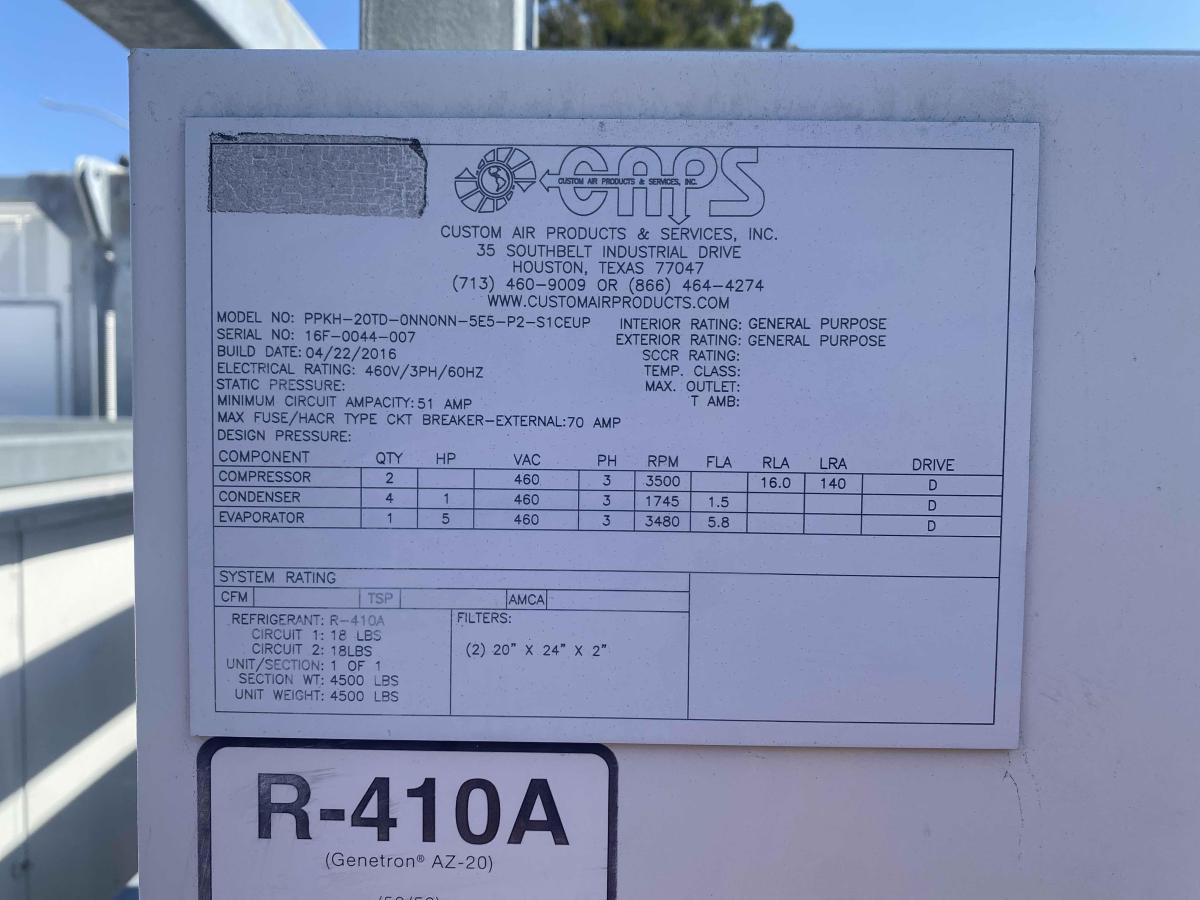 CAPS
CUSTOM AIR PRODUCTS & SERVICES, INC.
CUSTOM AIR PRODUCTS & SERVICES, INC.
35 SOUTHBELT INDUSTRIAL DRIVE
HOUSTON, TEXAS 77047
(713) 460-9009 OR (866) 464-4274
WWW.CUSTOMAIRPRODUCTS.COM
MODEL NO: PPKH-20TD-0NN0NN-5E5-P2-S1CEUP
SERIAL NO: 16F-0044-007
BUILD DATE: 04/22/2016
ELECTRICAL RATING: 460V/3PH/60HZ
STATIC PRESSURE:
MINIMUM CIRCUIT AMPACITY: 51 AMP
MAX FUSE/HACR TYPE CKT BREAKER-EXTERNAL: 70 AMP
DESIGN PRESSURE:
INTERIOR RATING: GENERAL PURPOSE
EXTERIOR RATING: GENERAL PURPOSE
SCCR RATING:
TEMP. CLASS:
MAX. OUTLET:
T AMB:
COMPONENT QTY HP VAC PH RPM FLA RLA LRA DRIVE
COMPRESSOR 2 460 3 3500 16.0 140 D
CONDENSER 4 1 460 3 1745 1.5 D
EVAPORATOR 1 5 460 3 3480 5.8 D
SYSTEM RATING
CFM TSP AMCA
REFRIGERANT: R-410A
CIRCUIT 1: 18 LBS
CIRCUIT 2: 18LBS
UNIT/SECTION: 1 OF 1
SECTION WT: 4500 LBS
UNIT WEIGHT: 4500 LBS
FILTERS:
(2) 20" X 24" X 2"
R-410A
(Genetron® AZ-20)